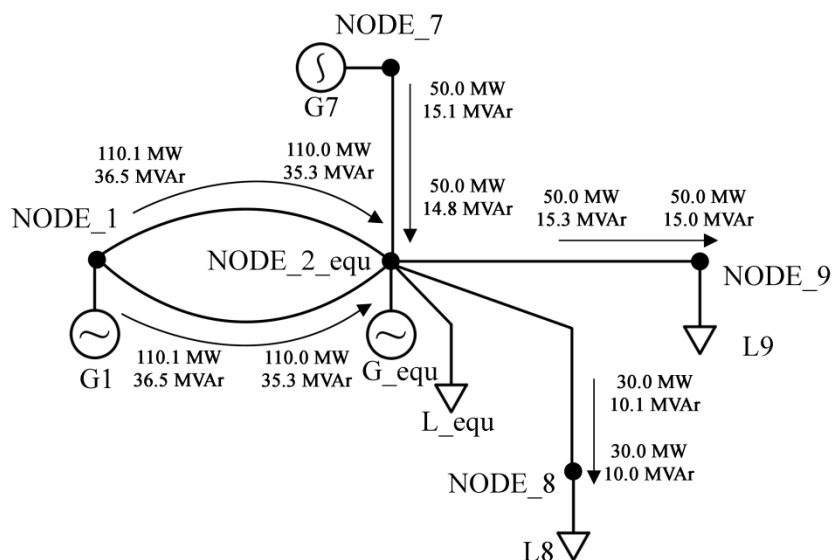 NODE_7
G7
50.0 MW
15.1 MVAr
110.1 MW
36.5 MVAr
110.0 MW
35.3 MVAr
50.0 MW
14.8 MVAr
50.0 MW
15.3 MVAr
50.0 MW
15.0 MVAr
NODE_1
NODE_2_equ
NODE_9
G1
110.1 MW
36.5 MVAr
110.0 MW
35.3 MVAr
G_equ
L_equ
L9
30.0 MW
10.1 MVAr
NODE_8
30.0 MW
10.0 MVAr
L8